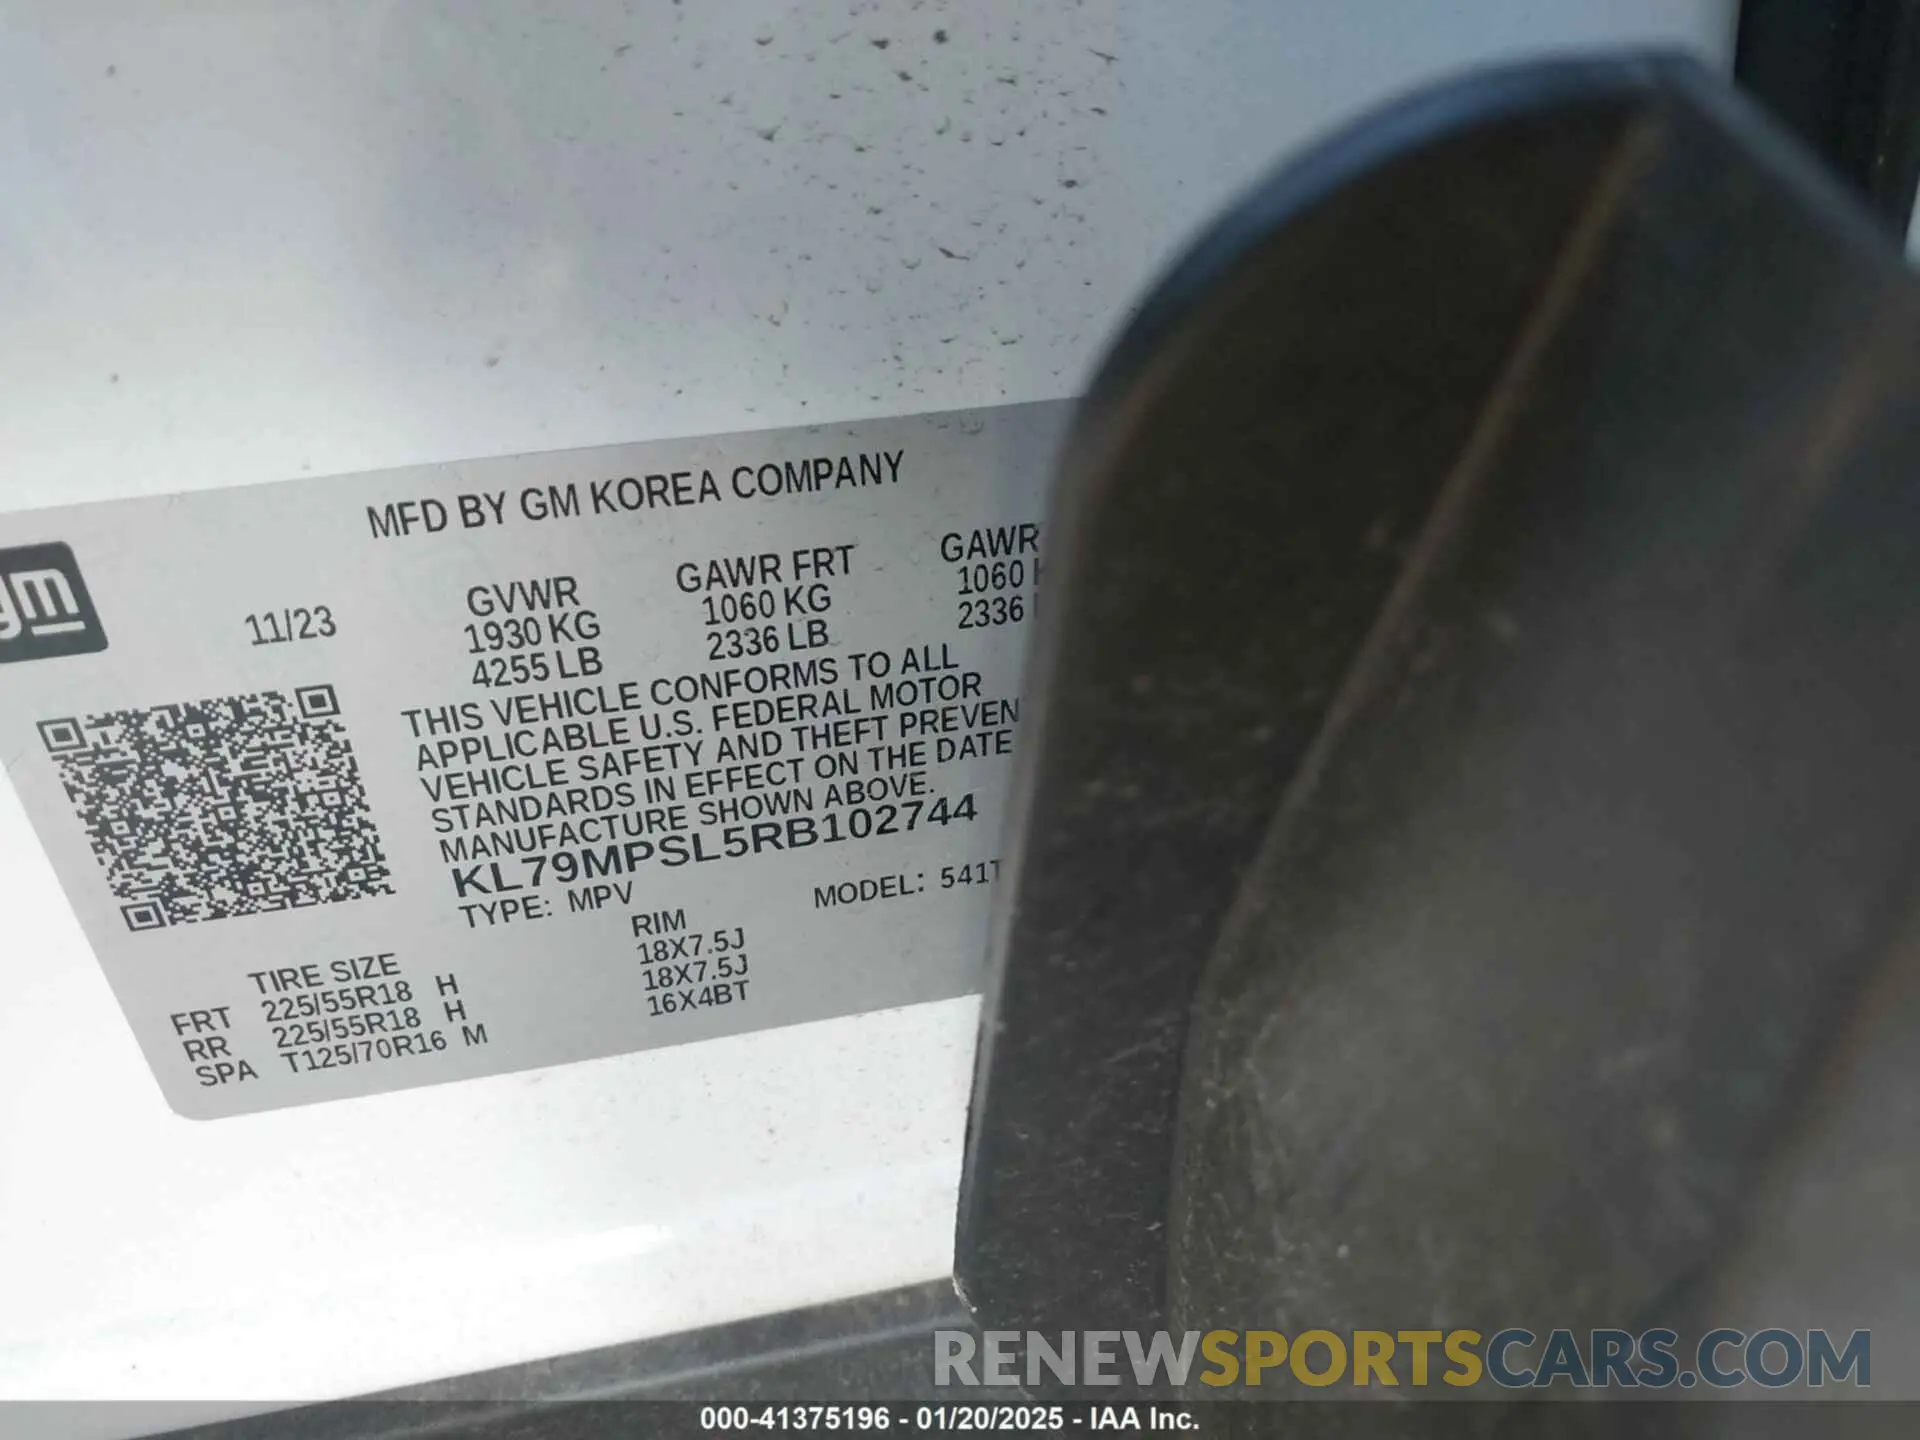 MFD BY GM KOREA COMPANY
gm
11/23
GVWR GAWR FRT GAWR
1930 KG 1060 KG 1060
4255 LB 2336 LB 2336
THIS VEHICLE CONFORMS TO ALL
APPLICABLE U.S. FEDERAL MOTOR
VEHICLE SAFETY AND THEFT PREVEN
STANDARDS IN EFFECT ON THE DATE
MANUFACTURE SHOWN ABOVE.
KL79MPSL5RB102744
TYPE: MPV MODEL: 541T
TIRE SIZE RIM
FRT 225/55R18 H 18X7.5J
RR 225/55R18 H 18X7.5J
SPA T125/70R16 M 16X4BT
RENEWSPORTSCARS.COM
000-41375196 - 01/20/2025 - IAA Inc.